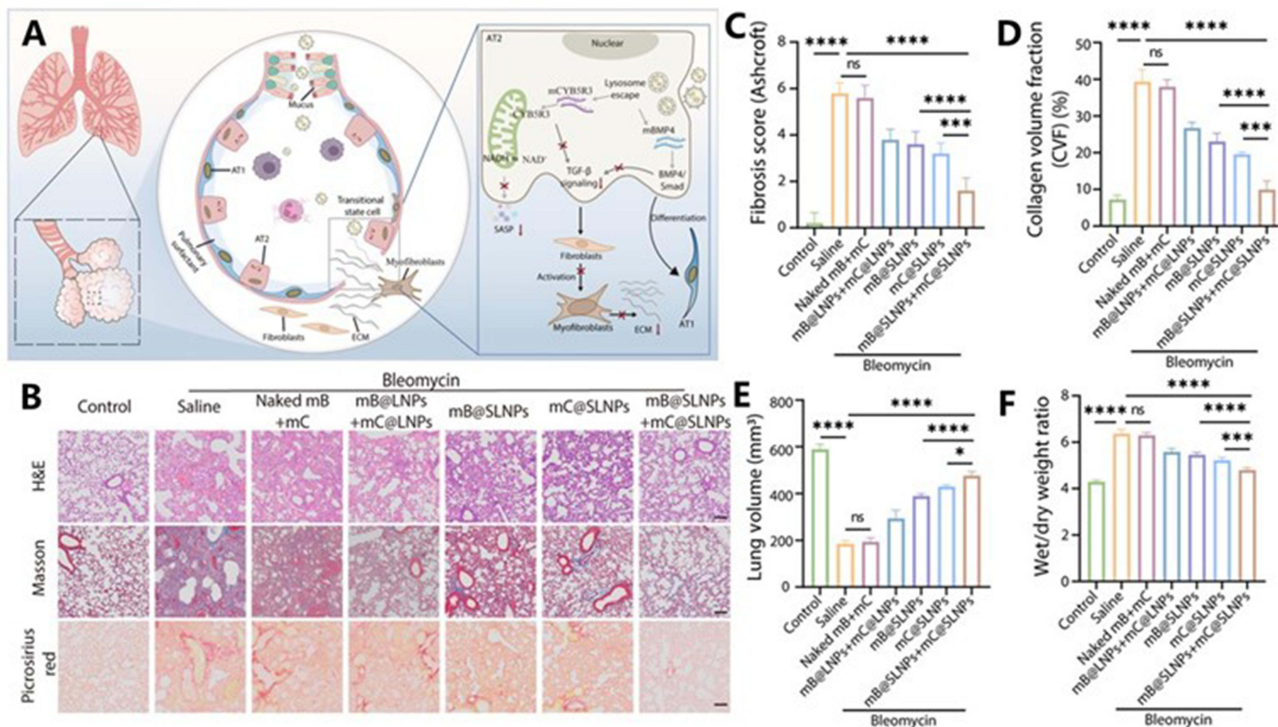 A
Mucus
AT1
AT2
Pulmonary
surfactant
Transitional
state cell
Myofibroblasts
Fibroblasts
ECM
AT2
Nuclear
Lysosome
escape
mCYB5R3
CYB5R3
mBMP4
NADH
NAD⁺
TGF-β
signaling
BMP4/
Smad
SASP
Differentiation
Fibroblasts
Activation
Myofibroblasts
ECM
AT1
B
Bleomycin
Control
Saline
Naked mB
+mC
mB@LNPs
+mC@LNPs
mB@SLNPs
mC@SLNPs
mB@SLNPs
+mC@SLNPs
H&E
Masson
Picrosirius
red
C
Fibrosis score (Ashcroft)
8
6
4
2
0
****
****
ns
****
***
Control
Saline
Naked mB+mC
mB@LNPs+mC@LNPs
mB@SLNPs
mC@SLNPs
mB@SLNPs+mC@SLNPs
Bleomycin
D
Collagen volume fraction
(CVF) (%)
50
40
30
20
10
0
****
****
ns
****
***
Control
Saline
Naked mB+mC
mB@LNPs+mC@LNPs
mB@SLNPs
mC@SLNPs
mB@SLNPs+mC@SLNPs
Bleomycin
E
Lung volume (mm³)
800
600
400
200
0
****
****
ns
****
*
Control
Saline
Naked mB+mC
mB@LNPs+mC@LNPs
mB@SLNPs
mC@SLNPs
mB@SLNPs+mC@SLNPs
Bleomycin
F
Wet/dry weight ratio
8
6
4
2
0
****
****
ns
****
***
Control
Saline
Naked mB+mC
mB@LNPs+mC@LNPs
mB@SLNPs
mC@SLNPs
mB@SLNPs+mC@SLNPs
Bleomycin